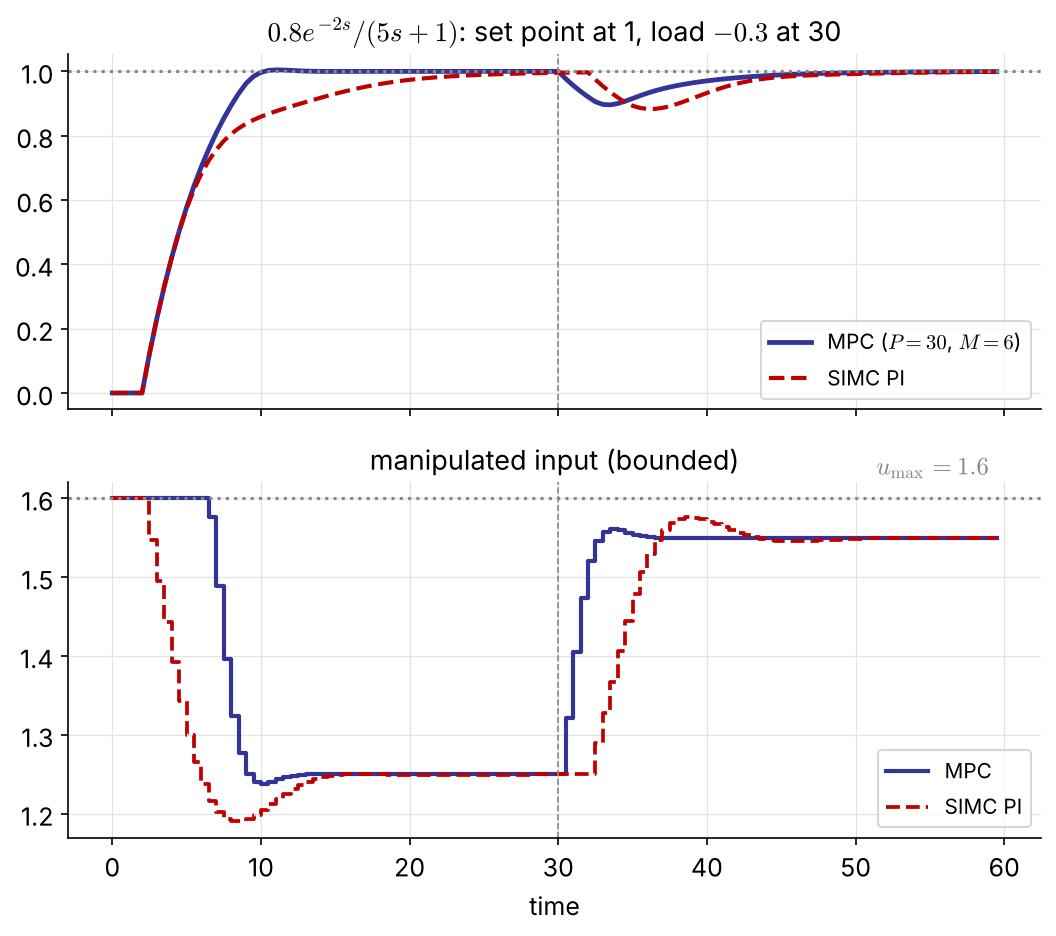 0.8e^{-2s}/(5s + 1): set point at 1, load −0.3 at 30
1.0
0.8
0.6
0.4
0.2
0.0
MPC (P = 30, M = 6)
SIMC PI
manipulated input (bounded)
u_{max} = 1.6
1.6
1.5
1.4
1.3
1.2
MPC
SIMC PI
0 10 20 30 40 50 60
time